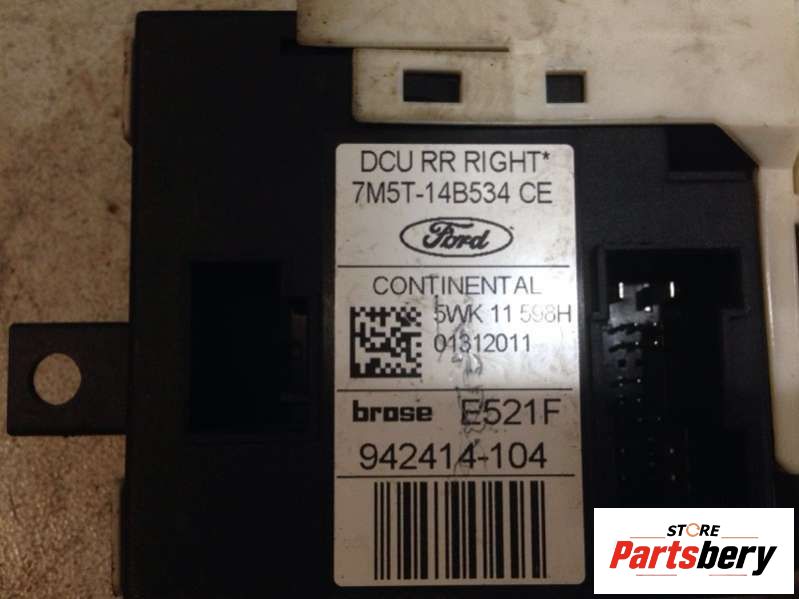 DCU RR RIGHT*
7M5T-14B534 CE
Ford
CONTINENTAL
5WK 11 598H
01312011
brose E521F
942414-104
STORE
Partsbery